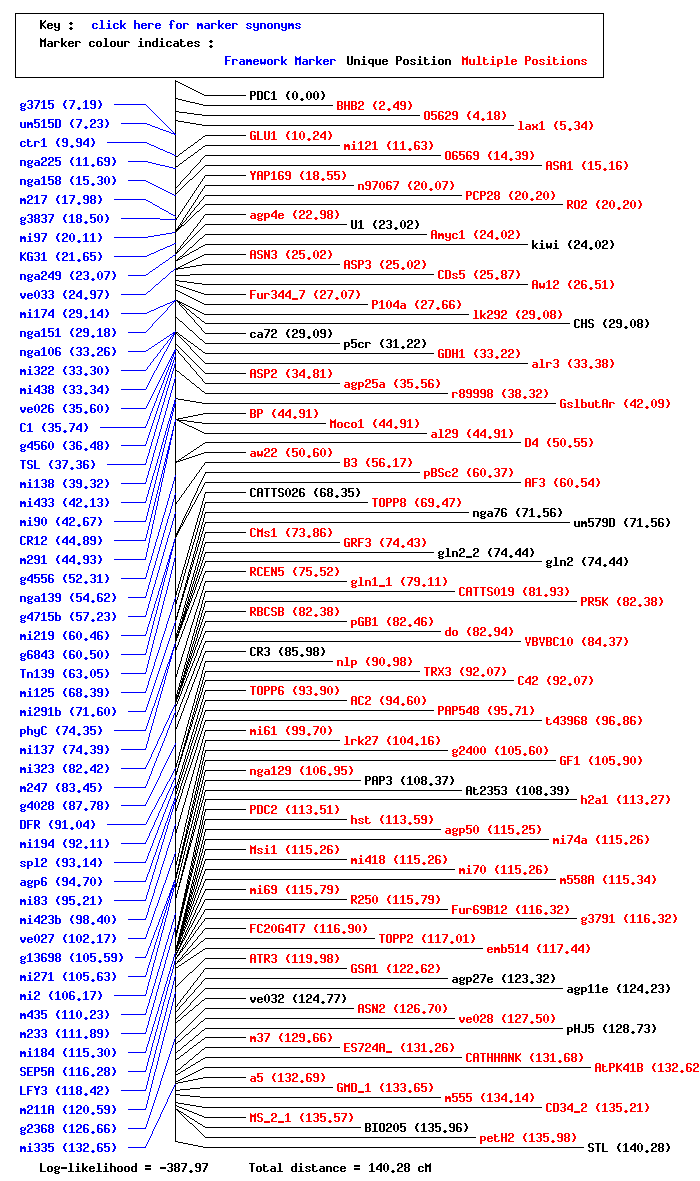 Key : click here for marker synonyms
Marker colour indicates :
Framework Marker Unique Position Multiple Positions
g3715 (7.19)
um515D (7.23)
ctr1 (9.94)
nga225 (11.69)
nga158 (15.30)
m217 (17.98)
g3837 (18.50)
mi97 (20.11)
KG31 (21.65)
nga249 (23.07)
ve033 (24.97)
mi174 (29.14)
nga151 (29.18)
nga106 (33.26)
mi322 (33.30)
mi438 (33.34)
ve026 (35.60)
C1 (35.74)
g4560 (36.48)
TSL (37.36)
mi138 (39.32)
mi433 (42.13)
mi90 (42.67)
CR12 (44.89)
m291 (44.93)
g4556 (52.31)
nga139 (54.62)
g4715b (57.23)
mi219 (60.46)
g6843 (60.50)
Tn139 (63.05)
mi125 (68.39)
mi291b (71.60)
phyC (74.35)
mi137 (74.39)
mi323 (82.42)
m247 (83.45)
g4028 (87.78)
DFR (91.04)
mi194 (92.11)
spl2 (93.14)
agp6 (94.70)
mi83 (95.21)
mi423b (98.40)
ve027 (102.17)
g13698 (105.59)
mi271 (105.63)
mi2 (106.17)
m435 (110.23)
m233 (111.89)
mi184 (115.30)
SEP5A (116.28)
LFY3 (118.42)
m211A (120.59)
g2368 (126.66)
mi335 (132.65)
PDC1 (0.00)
BHB2 (2.49)
O5629 (4.18)
lax1 (5.34)
GLU1 (10.24)
mi121 (11.63)
O6569 (14.39)
ASA1 (15.16)
YAP169 (18.55)
n97067 (20.07)
PCP28 (20.20)
RO2 (20.20)
agp4e (22.98)
U1 (23.02)
Amyc1 (24.02)
kiwi (24.02)
ASN3 (25.02)
ASP3 (25.02)
CDs5 (25.87)
Aw12 (26.51)
Fur344_7 (27.07)
P104a (27.66)
lk292 (29.08)
CHS (29.08)
ca72 (29.09)
p5cr (31.22)
GDH1 (33.22)
alr3 (33.38)
ASP2 (34.81)
agp25a (35.56)
r89998 (38.32)
GslbutAr (42.09)
BP (44.91)
Moco1 (44.91)
al29 (44.91)
D4 (50.55)
aw22 (50.60)
B3 (56.17)
pBSc2 (60.37)
AF3 (60.54)
CATTS026 (68.35)
TOPP8 (69.47)
nga76 (71.56)
um579D (71.56)
CMs1 (73.86)
GRF3 (74.43)
gln2_2 (74.44)
gln2 (74.44)
RCEN5 (75.52)
gln1_1 (79.11)
CATTS019 (81.93)
PR5K (82.38)
RBCSB (82.38)
pGB1 (82.46)
do (82.94)
VBVBC10 (84.37)
CR3 (85.98)
nlp (90.98)
TRX3 (92.07)
C42 (92.07)
TOPP6 (93.90)
AC2 (94.60)
PAP548 (95.71)
t43968 (96.86)
mi61 (99.70)
lrk27 (104.16)
g2400 (105.60)
GF1 (105.90)
nga129 (106.95)
PAP3 (108.37)
At2353 (108.39)
h2a1 (113.27)
PDC2 (113.51)
hst (113.59)
agp50 (115.25)
mi74a (115.26)
Msi1 (115.26)
mi418 (115.26)
mi70 (115.26)
m558A (115.34)
mi69 (115.79)
R250 (115.79)
Fur69B12 (116.32)
g3791 (116.32)
FC20G4T7 (116.90)
TOPP2 (117.01)
emb514 (117.44)
ATR3 (119.98)
GSA1 (122.62)
agp27e (123.32)
agp11e (124.23)
ve032 (124.77)
ASN2 (126.70)
ve028 (127.50)
pHJ5 (128.73)
m37 (129.66)
ES724A_ (131.26)
CATHHANK (131.68)
AtPK41B (132.62
a5 (132.69)
GMD_1 (133.65)
m555 (134.14)
CD34_2 (135.21)
MS_2_1 (135.57)
BIO205 (135.96)
petH2 (135.98)
STL (140.28)
Log-likelihood = -387.97 Total distance = 140.28 cM